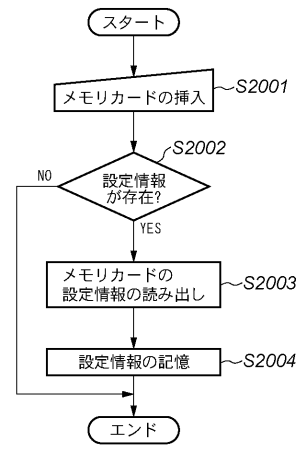 スタート
メモリカードの挿入
S2001
S2002
設定情報
が存在?
NO
YES
メモリカードの
設定情報の読み出し
S2003
設定情報の記憶
S2004
エンド